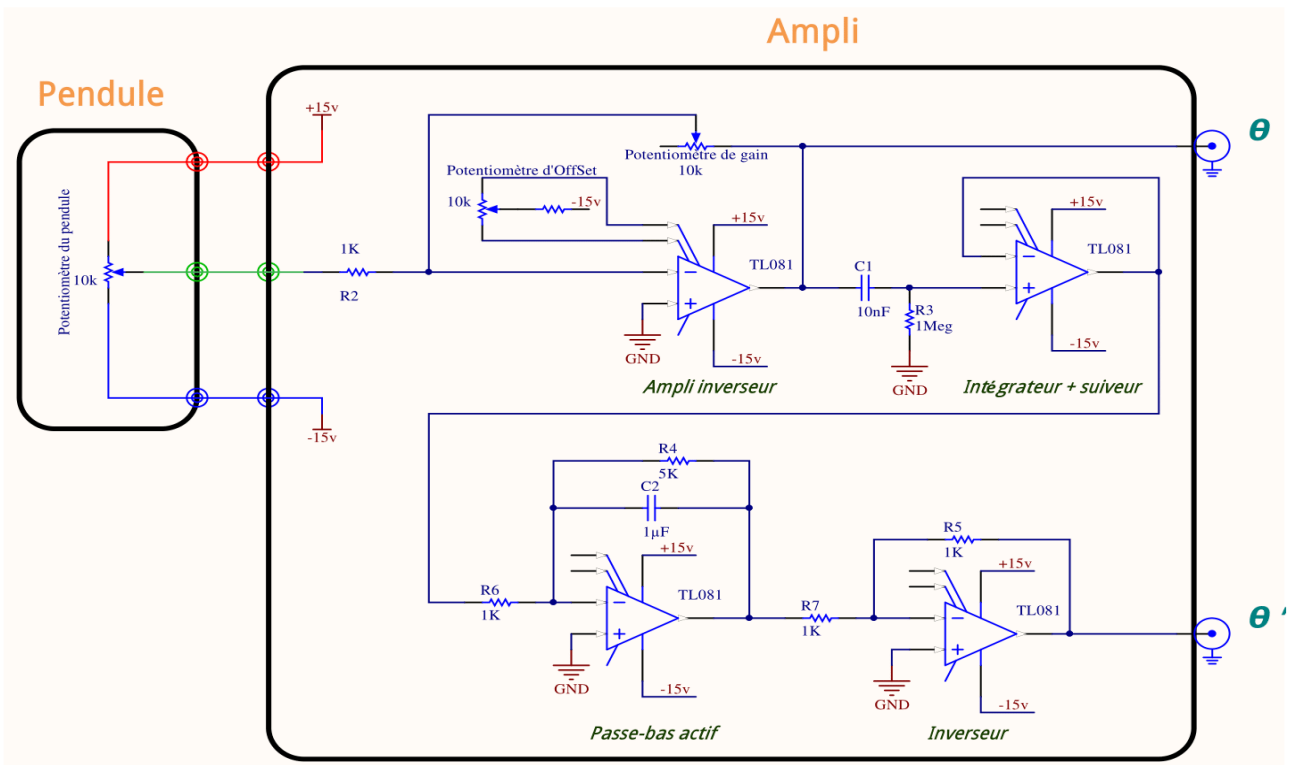 Ampli
Pendule
+15v
θ
Potentiomètre de gain
10k
Potentiomètre d'OffSet
10k
-15v
Potentiomètre du pendule
10k
1K
R2
+15v
TL081
GND
-15v
Ampli inverseur
C1
10nF
R3
1Meg
GND
+15v
TL081
-15v
Intégrateur + suiveur
-15v
R4
5K
C2
1µF
R6
1K
+15v
TL081
GND
-15v
Passe-bas actif
R7
1K
R5
1K
+15v
TL081
GND
-15v
Inverseur
θ '